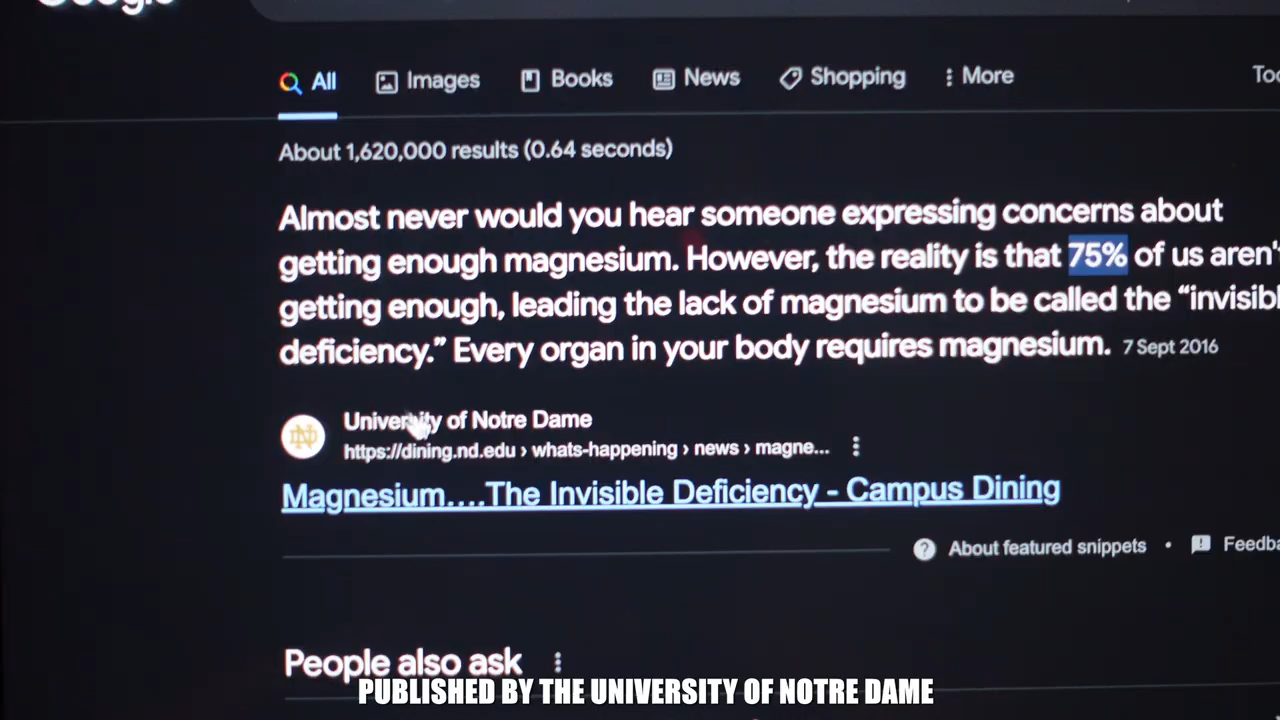 All Images Books News Shopping More
About 1,620,000 results (0.64 seconds)
Almost never would you hear someone expressing concerns about
getting enough magnesium. However, the reality is that 75% of us aren'
getting enough, leading the lack of magnesium to be called the “invisib
deficiency.” Every organ in your body requires magnesium. 7 Sept 2016
University of Notre Dame
https://dining.nd.edu › whats-happening › news › magne...
Magnesium....The Invisible Deficiency - Campus Dining
About featured snippets • Feedba
People also ask
PUBLISHED BY THE UNIVERSITY OF NOTRE DAME